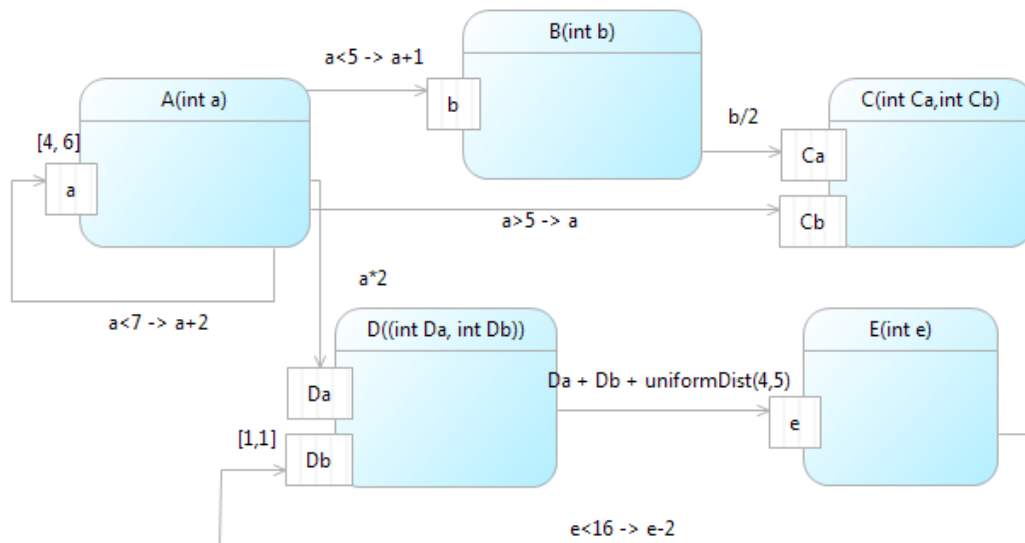 B(int b)
a<5 -> a+1
A(int a)
b
C(int Ca,int Cb)
b/2
[4, 6]
Ca
a
Cb
a>5 -> a
a*2
a<7 -> a+2
D((int Da, int Db))
E(int e)
Da + Db + uniformDist(4,5)
Da
e
[1,1]
Db
e<16 -> e-2